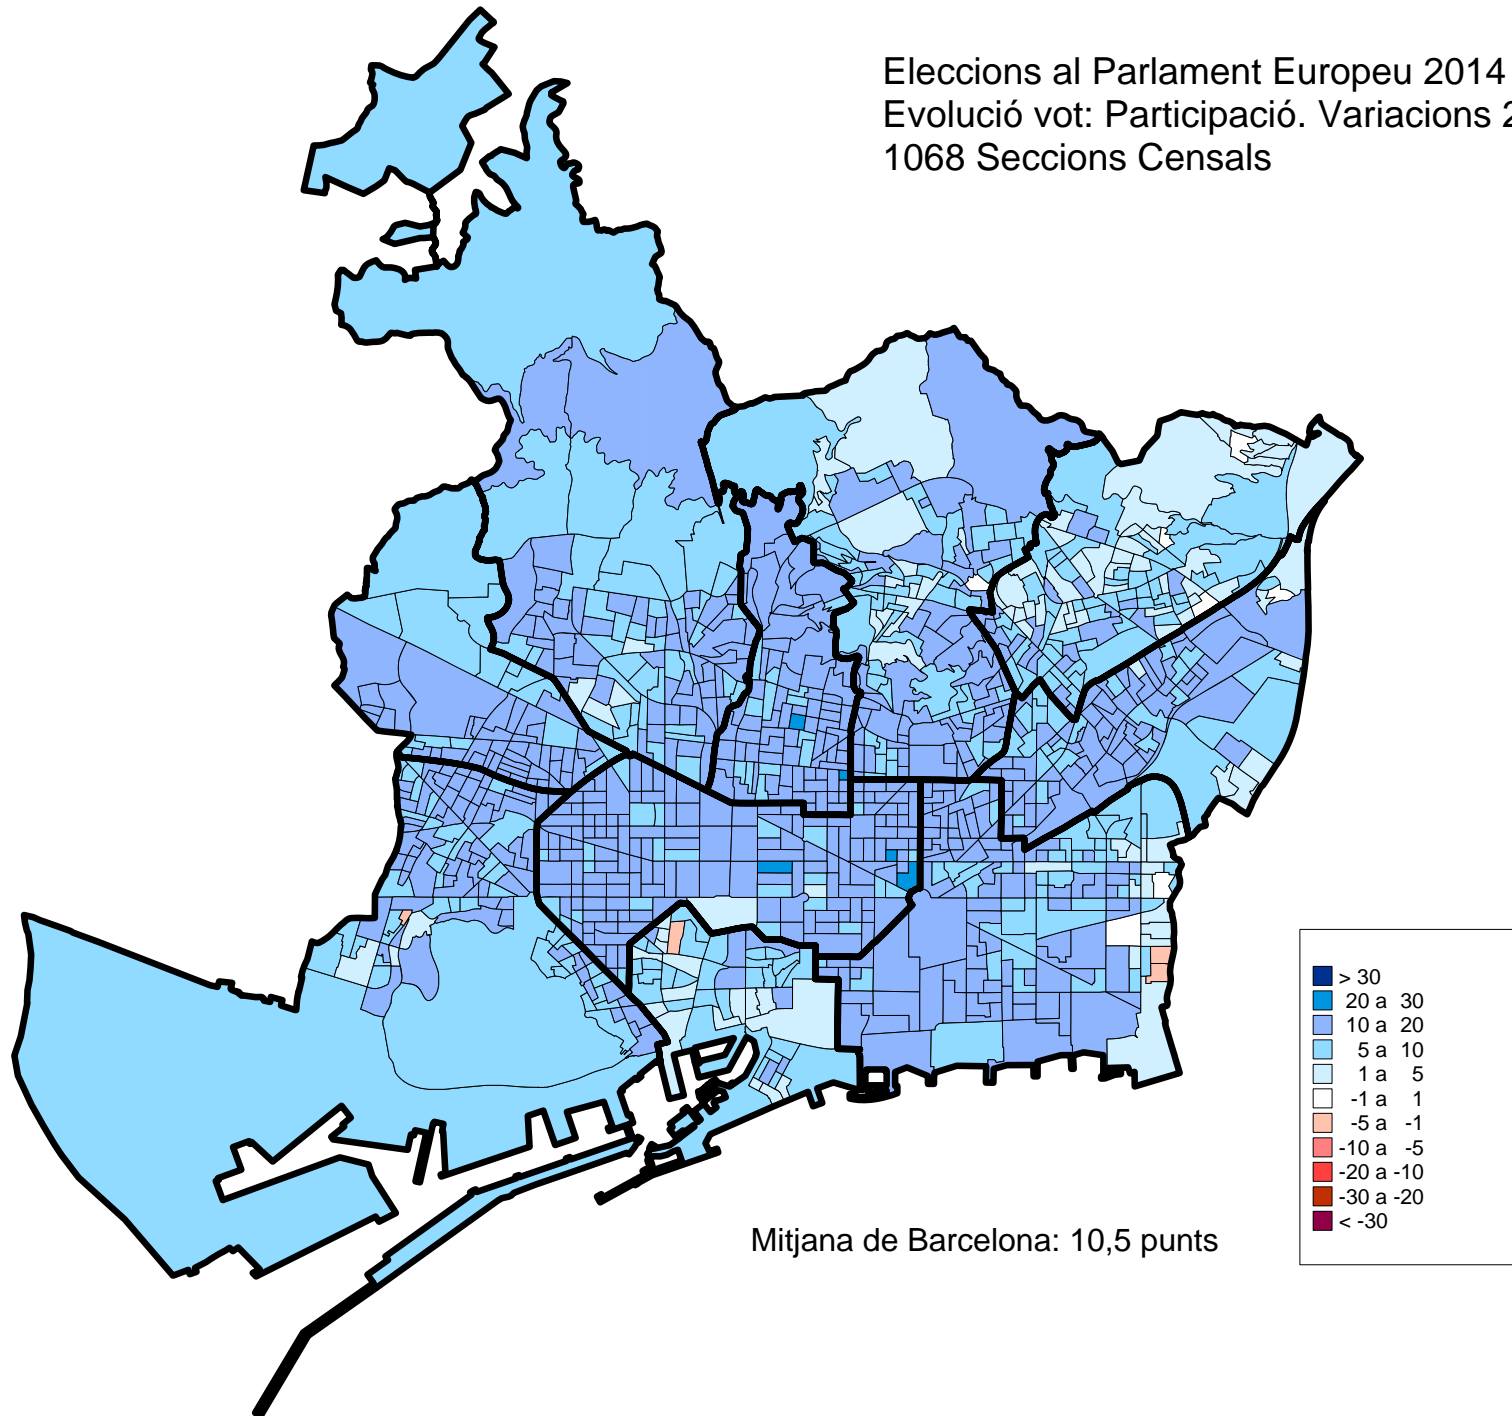 Eleccions al Parlament Europeu 2014
Evolució vot: Participació. Variacions 2
1068 Seccions Censals
> 30
20 a 30
10 a 20
5 a 10
1 a 5
-1 a 1
-5 a -1
-10 a -5
-20 a -10
-30 a -20
< -30
Mitjana de Barcelona: 10,5 punts